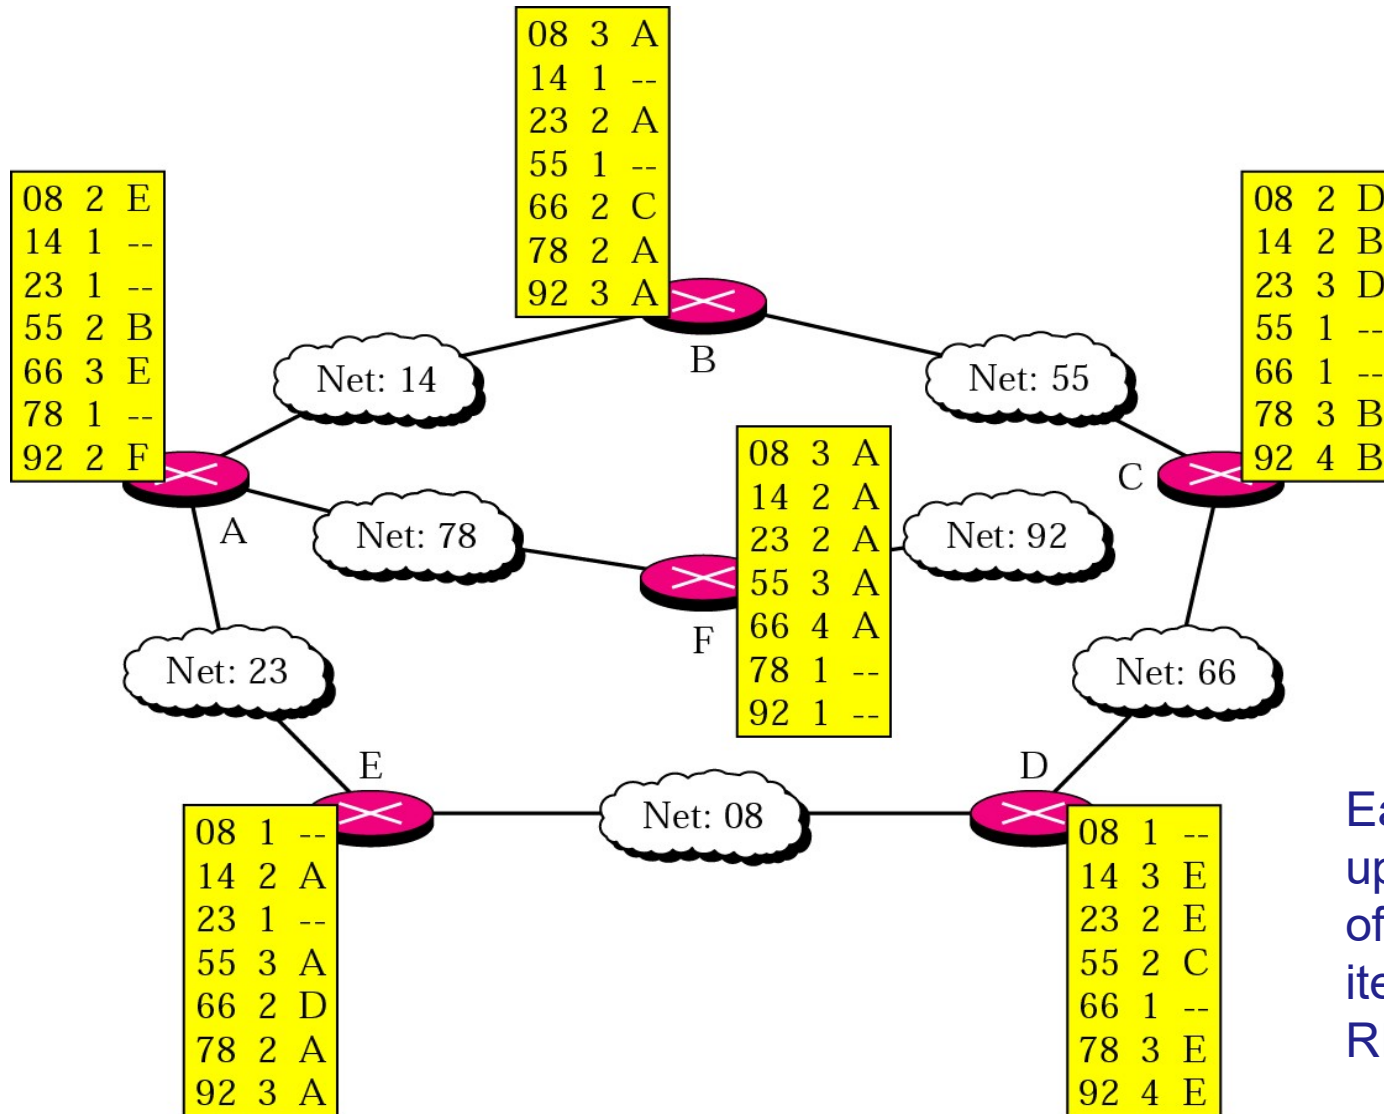 08 3 A
14 1 --
23 2 A
55 1 --
66 2 C
78 2 A
92 3 A
08 2 E
14 1 --
23 1 --
55 2 B
66 3 E
78 1 --
92 2 F
08 2 D
14 2 B
23 3 D
55 1 --
66 1 --
78 3 B
92 4 B
B
Net: 14
Net: 55
A
C
Net: 78
08 3 A
14 2 A
23 2 A
55 3 A
66 4 A
78 1 --
92 1 --
Net: 92
F
Net: 23
Net: 66
E
D
Net: 08
08 1 --
14 2 A
23 1 --
55 3 A
66 2 D
78 2 A
92 3 A
08 1 --
14 3 E
23 2 E
55 2 C
66 1 --
78 3 E
92 4 E
of